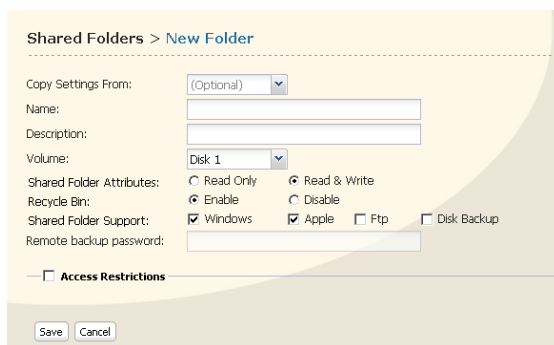 Shared Folders > New Folder
Copy Settings From: (Optional)
Name:
Description:
Volume: Disk 1
Shared Folder Attributes: Read Only Read & Write
Recycle Bin: Enable Disable
Shared Folder Support: Windows Apple Ftp Disk Backup
Remote backup password:
Access Restrictions
Save Cancel